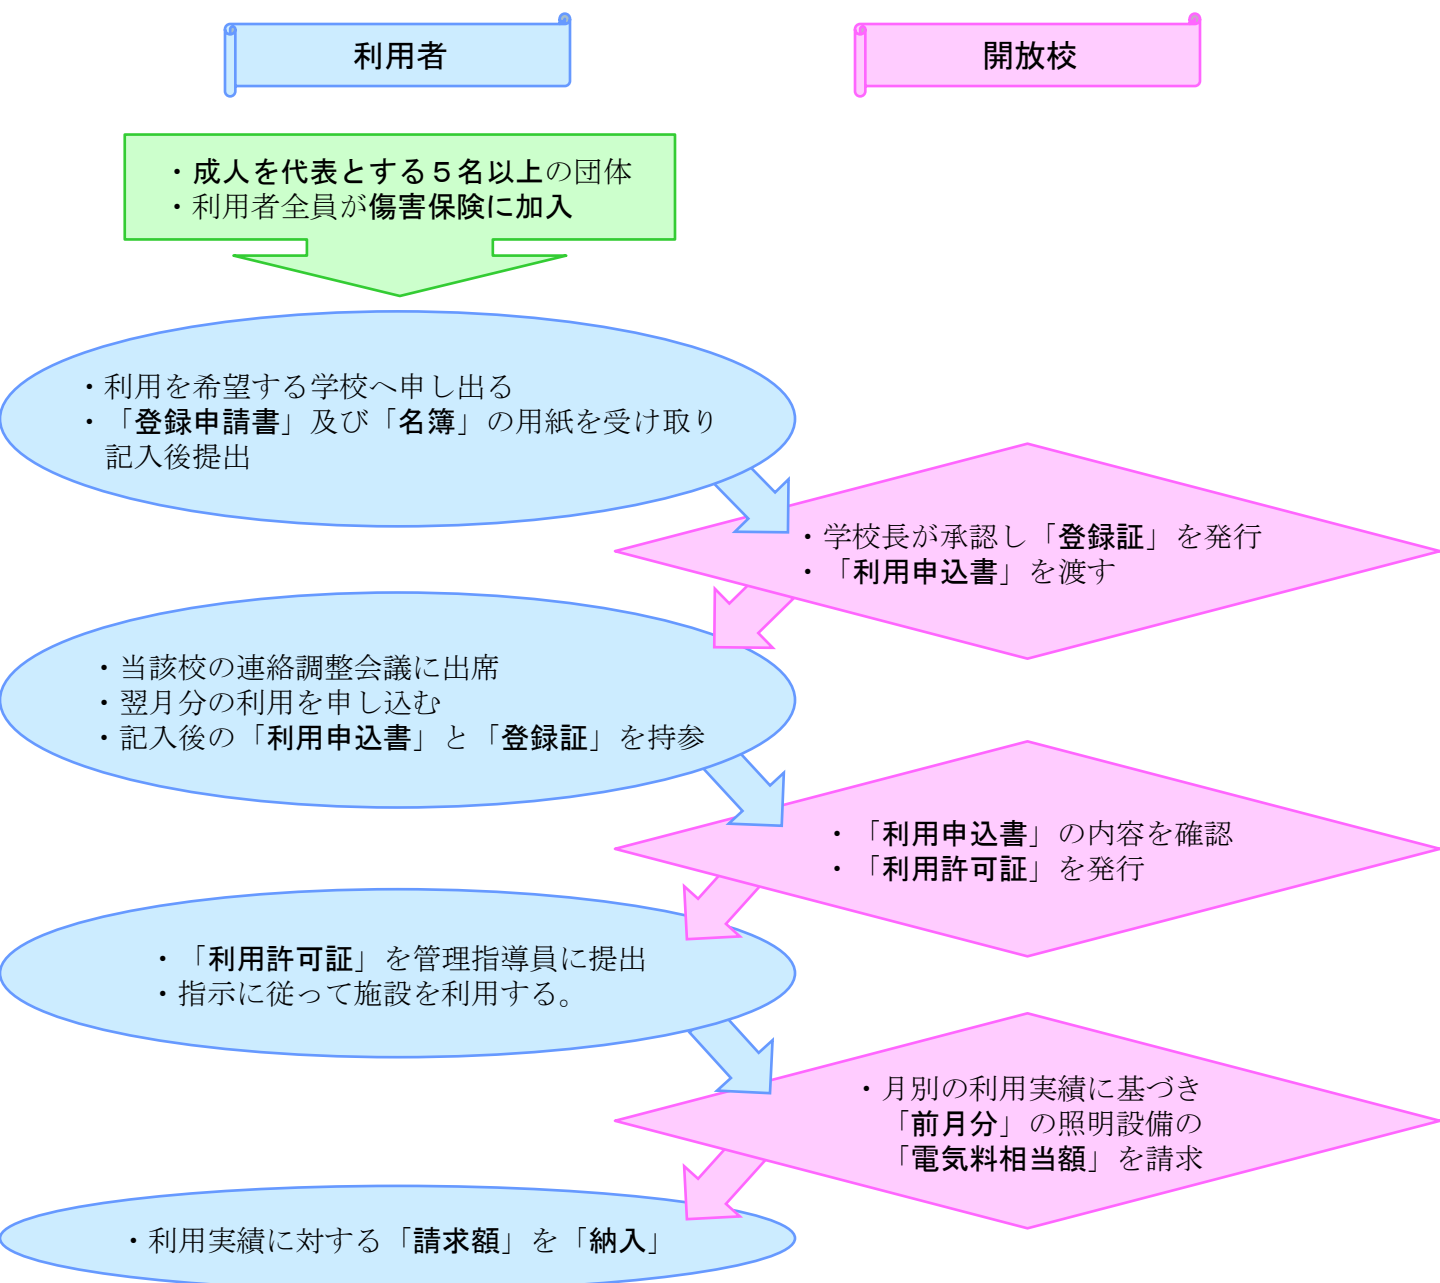 利用者
開放校
・成人を代表とする５名以上の団体
・利用者全員が傷害保険に加入
・利用を希望する学校へ申し出る
・「登録申請書」及び「名簿」の用紙を受け取り
記入後提出
・学校長が承認し「登録証」を発行
・「利用申込書」を渡す
・当該校の連絡調整会議に出席
・翌月分の利用を申し込む
・記入後の「利用申込書」と「登録証」を持参
・「利用申込書」の内容を確認
・「利用許可証」を発行
・「利用許可証」を管理指導員に提出
・指示に従って施設を利用する。
・月別の利用実績に基づき
「前月分」の照明設備の
「電気料相当額」を請求
・利用実績に対する「請求額」を「納入」